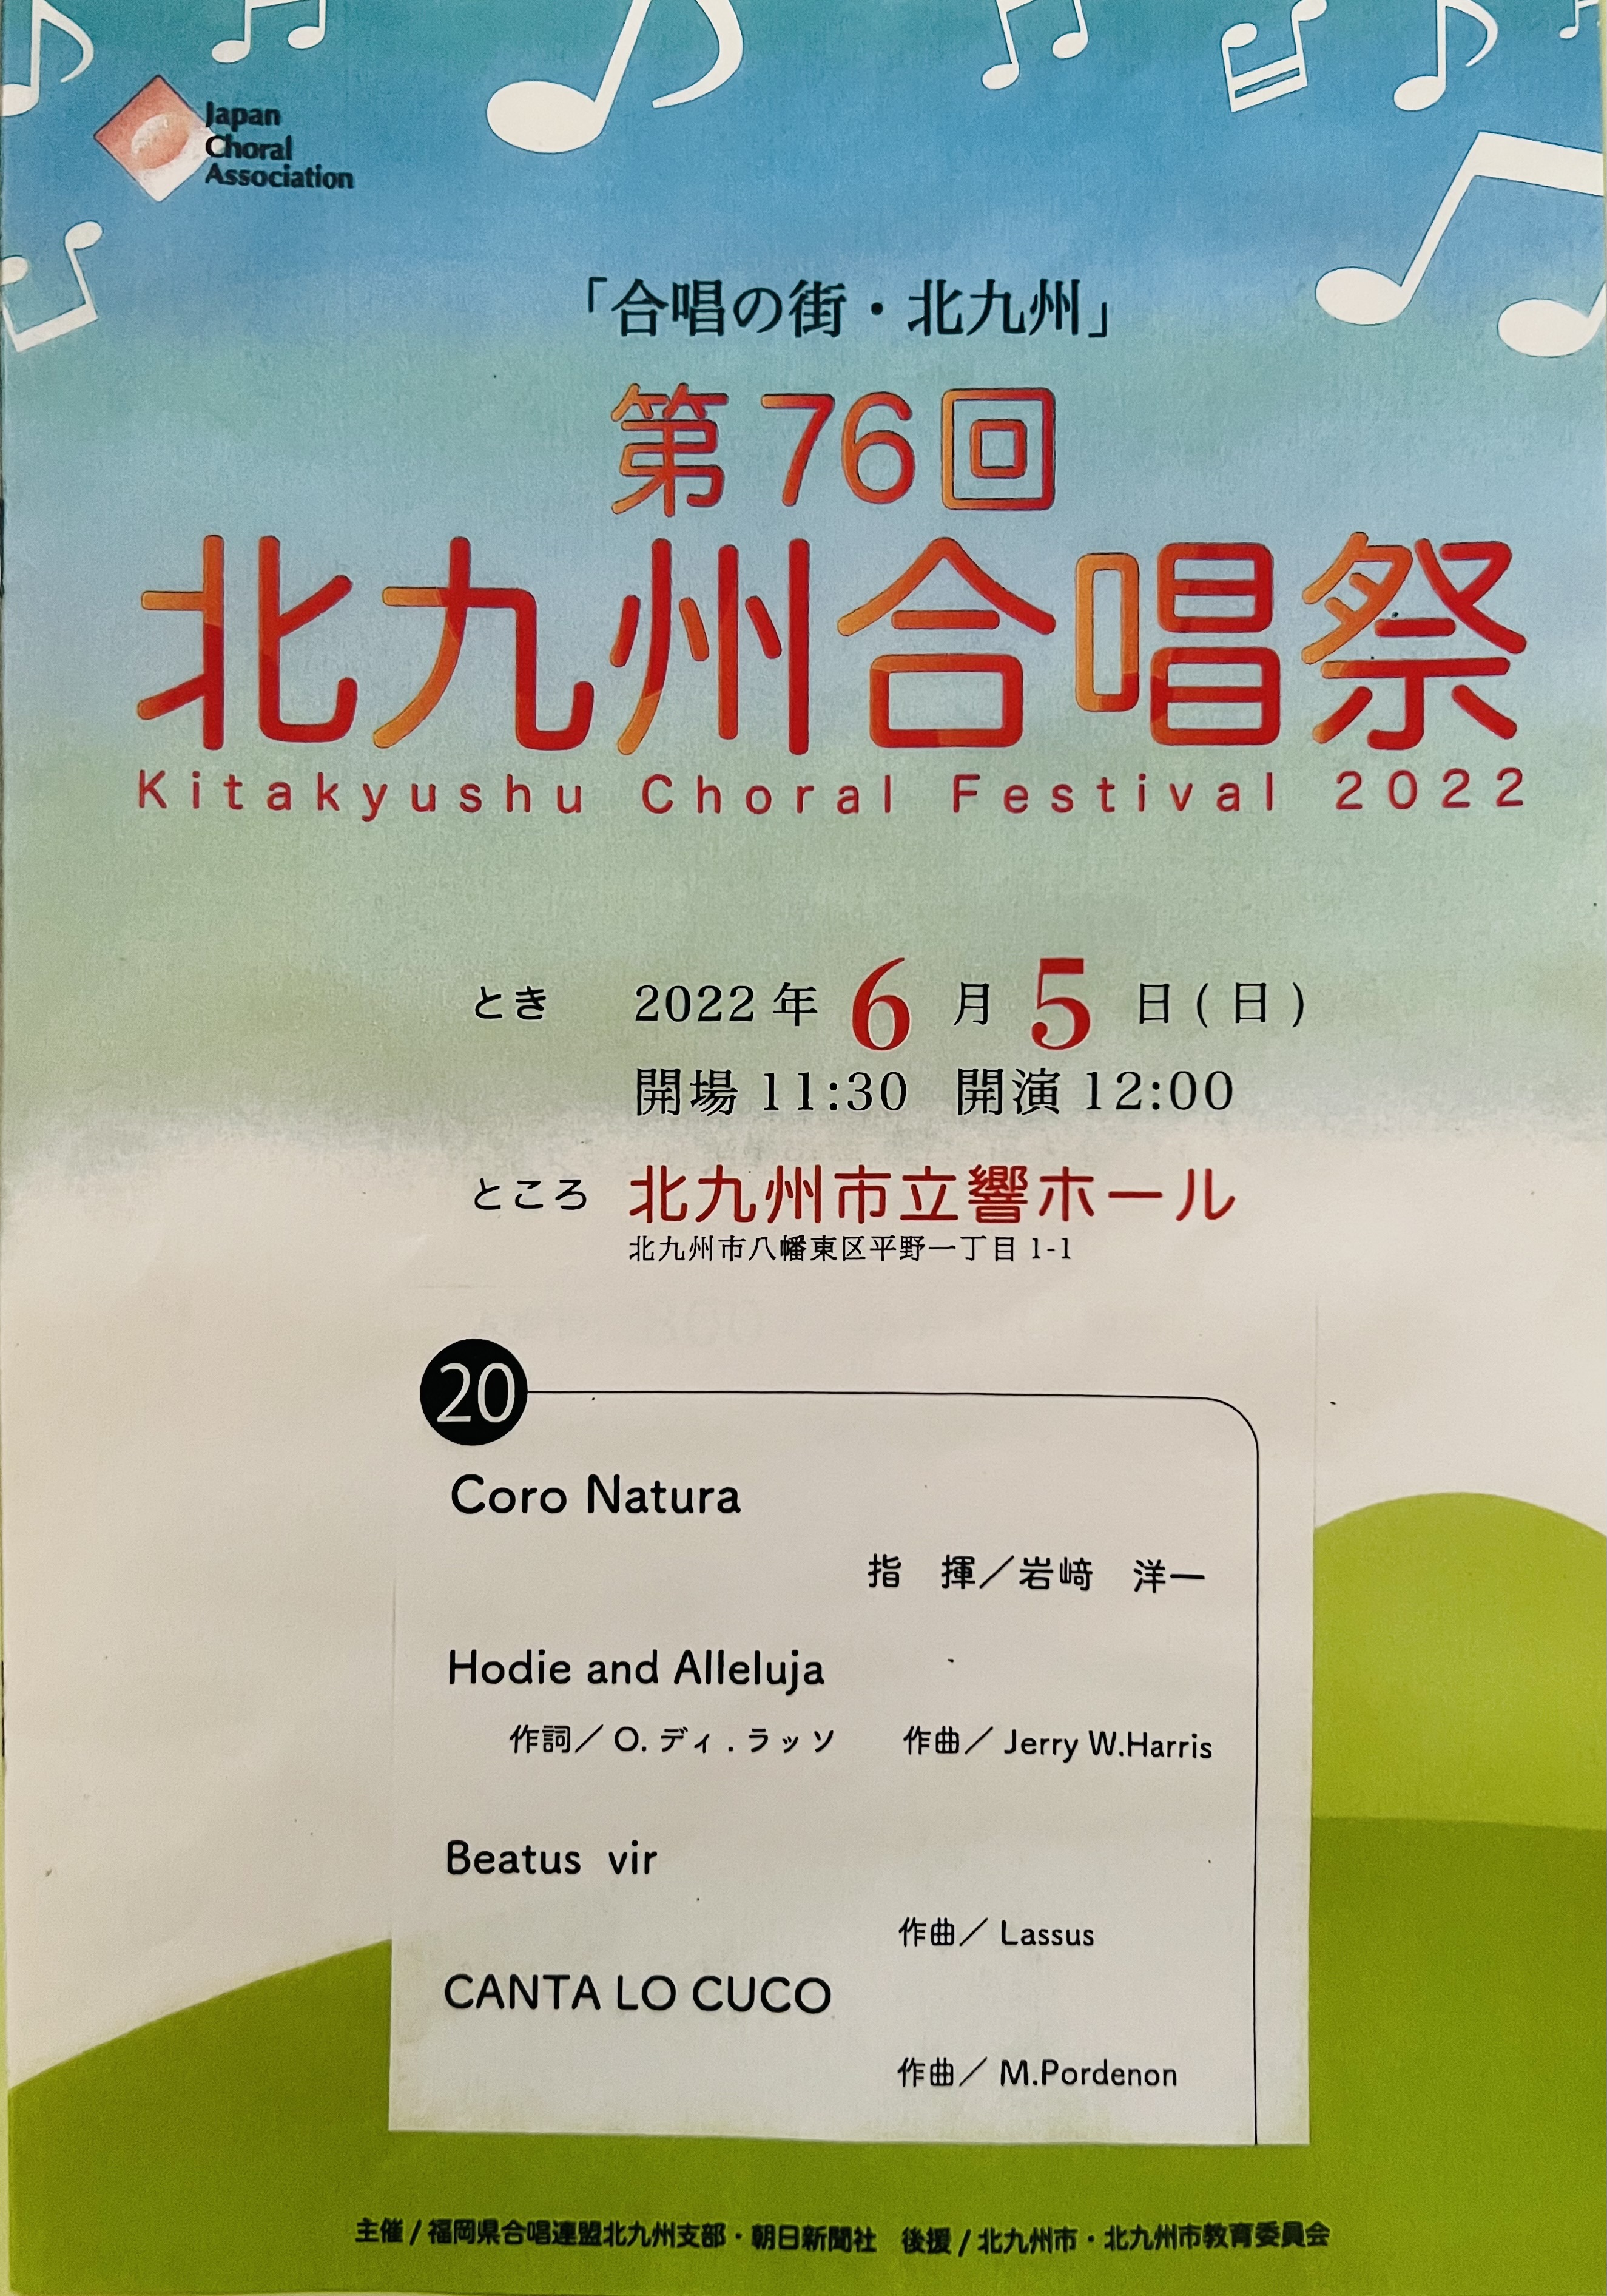 Japan
Choral
Association
「合唱の街・北九州」
第76回
北九州合唱祭
Kitakyushu Choral Festival 2022
とき 2022年6月5日(日)
開場 11:30 開演 12:00
ところ 北九州市立響ホール
北九州市八幡東区平野一丁目 1-1
20
Coro Natura
指 揮／岩﨑 洋一
Hodie and Alleluja
作詞／O. ディ . ラッソ 作曲／Jerry W.Harris
Beatus vir
作曲／Lassus
CANTA LO CUCO
作曲／M.Pordenon
主催 / 福岡県合唱連盟北九州支部・朝日新聞社 後援 / 北九州市・北九州市教育委員会